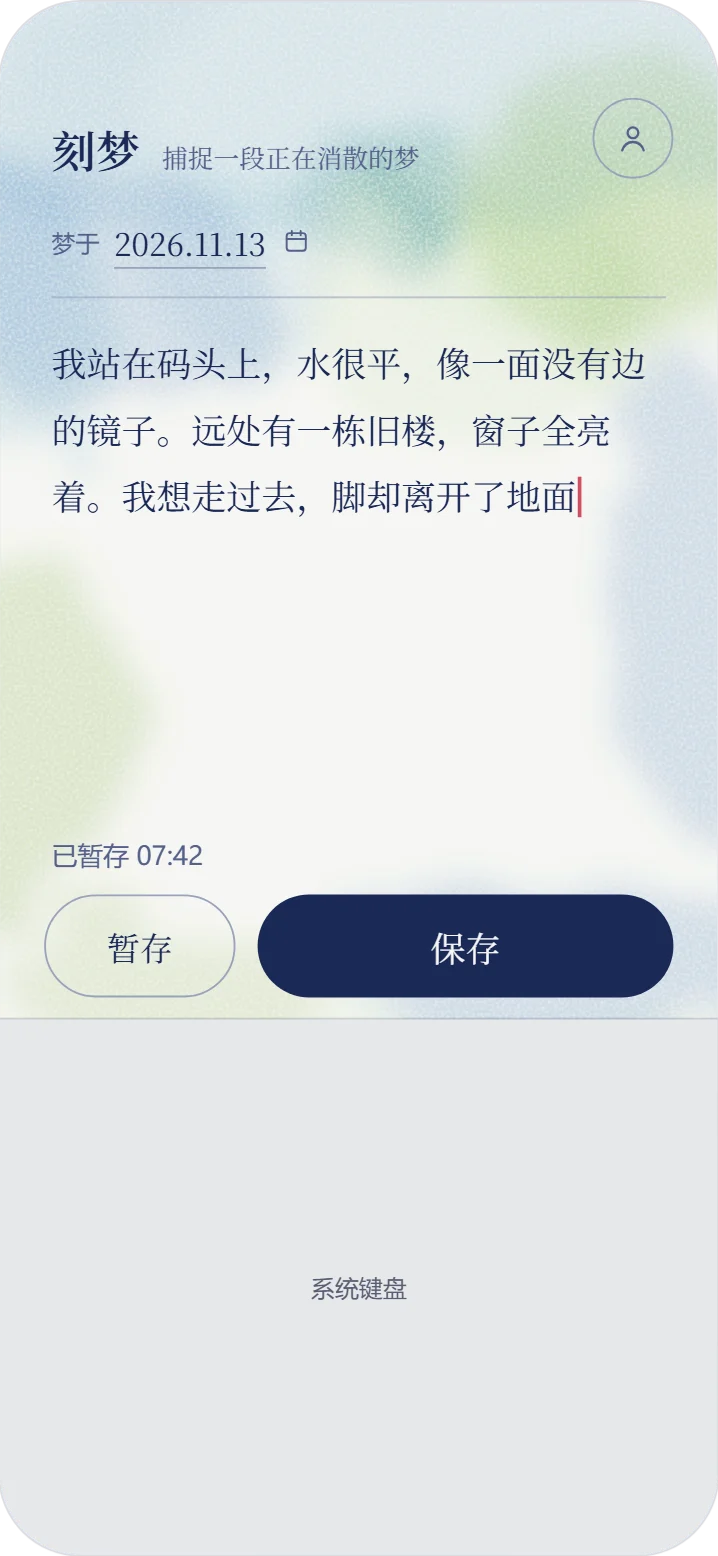 刻梦 捕捉一段正在消散的梦
梦于 2026.11.13
我站在码头上，水很平，像一面没有边
的镜子。远处有一栋旧楼，窗子全亮
着。我想走过去，脚却离开了地面
已暂存 07:42
暂存 保存
系统键盘